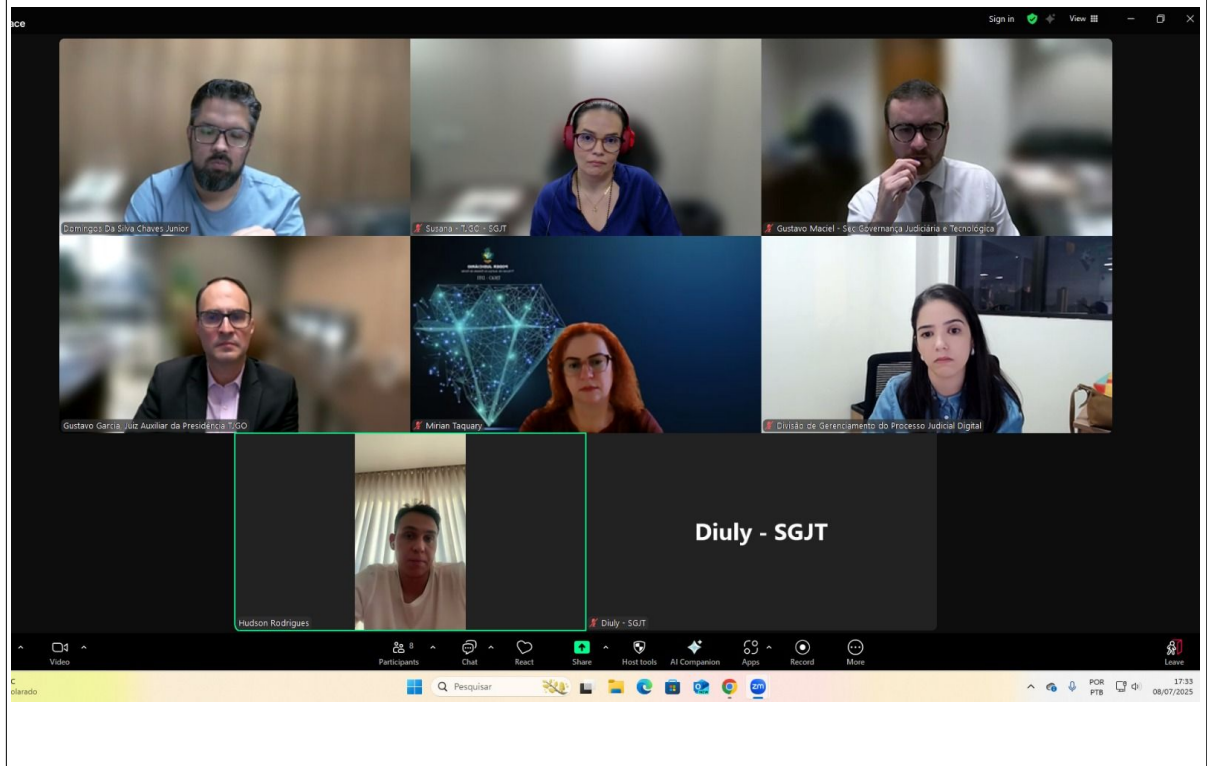 ace
Sign in
View
Domingos Da Silva Chaves Junior
Susana - TJGO - SGJT
Gustavo Maciel - Sec Governança Judiciária e Tecnológica
Gustavo Garcia, Juiz Auxiliar da Presidência TJGO
Mirian Taquary
Divisão de Gerenciamento do Processo Judicial Digital
Hudson Rodrigues
Diuly - SGJT
Diuly - SGJT
Video
Participants
8
Chat
React
Share
Host tools
AI Companion
Apps
Record
More
Leave
C
olarado
Pesquisar
zm
POR
PTB
17:33
08/07/2025